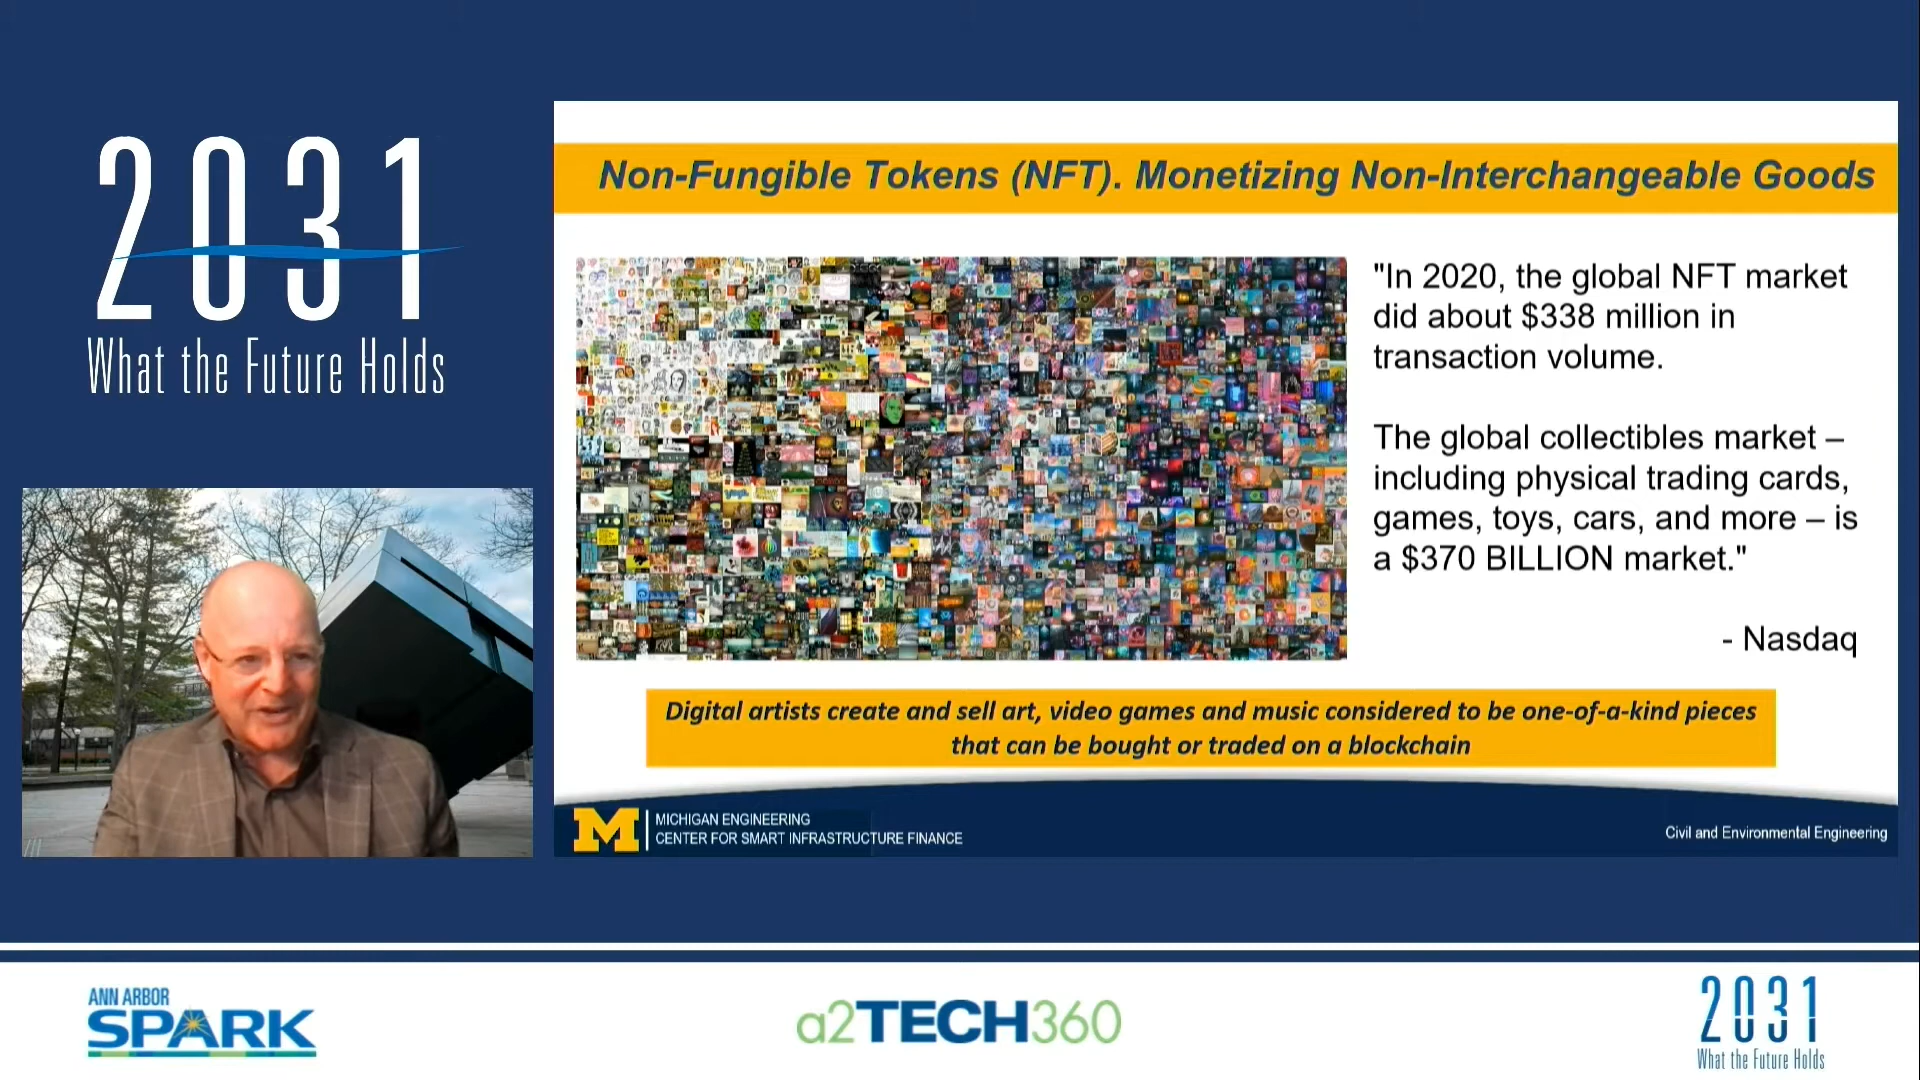 2031
What the Future Holds
Non-Fungible Tokens (NFT). Monetizing Non-Interchangeable Goods
"In 2020, the global NFT market
did about $338 million in
transaction volume.
The global collectibles market –
including physical trading cards,
games, toys, cars, and more – is
a $370 BILLION market."
- Nasdaq
Digital artists create and sell art, video games and music considered to be one-of-a-kind pieces
that can be bought or traded on a blockchain
M
MICHIGAN ENGINEERING
CENTER FOR SMART INFRASTRUCTURE FINANCE
Civil and Environmental Engineering
ANN ARBOR
SPARK
a2TECH360
2031
What the Future Holds